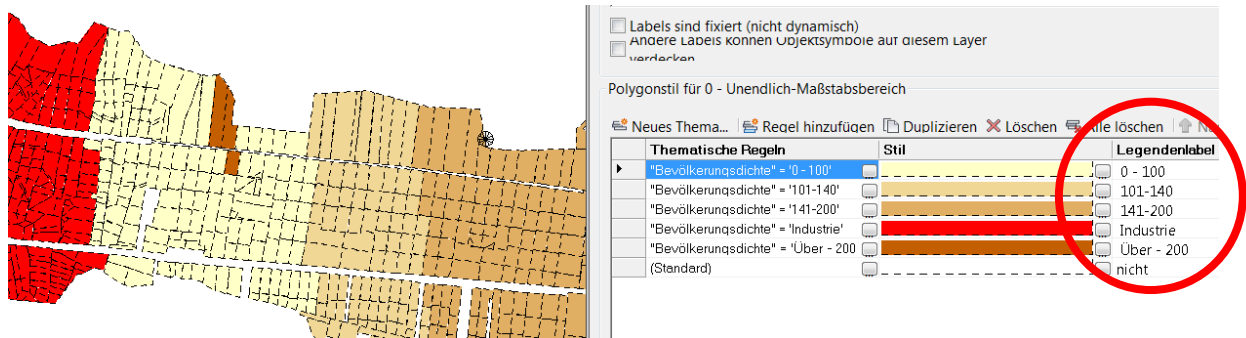 Labels sind fixiert (nicht dynamisch)
Andere Labels können Objektsymbole auf diesem Layer
verdecken
Polygonstil für 0 - Unendlich-Maßstabsbereich
Neues Thema... Regel hinzufügen Duplizieren Löschen Alle löschen
Thematische Regeln Stil Legendenlabel
"Bevölkerungsdichte" = '0 - 100' 0 - 100
"Bevölkerungsdichte" = '101-140' 101-140
"Bevölkerungsdichte" = '141-200' 141-200
"Bevölkerungsdichte" = 'Industrie' Industrie
"Bevölkerungsdichte" = 'Über - 200 Über - 200
(Standard) nicht